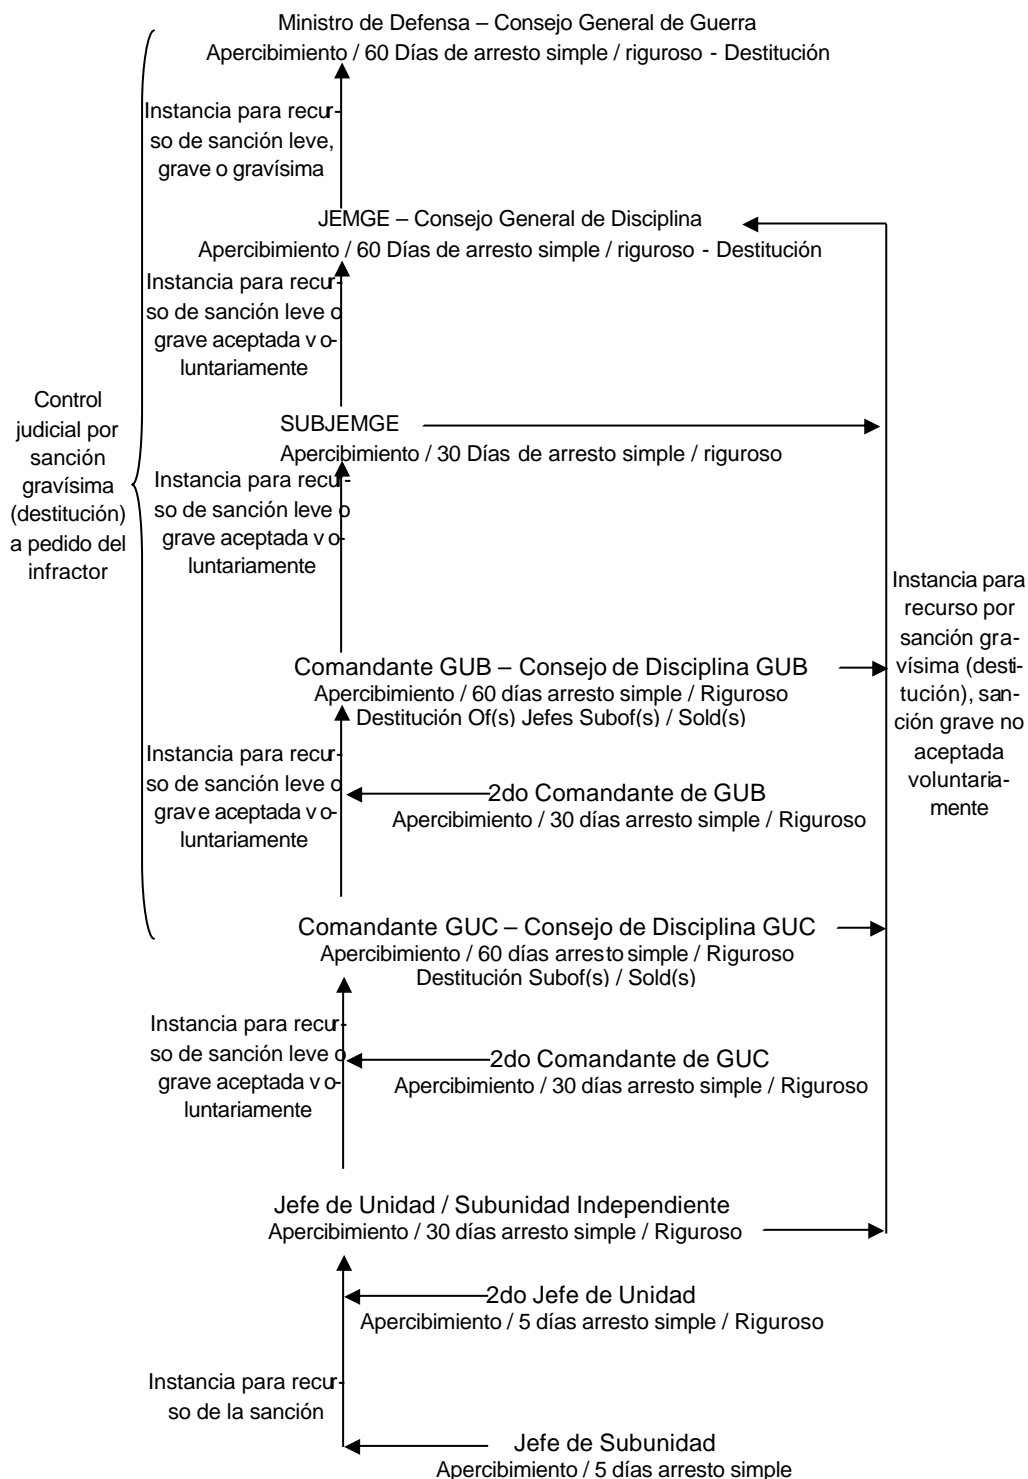 Ministro de Defensa – Consejo General de Guerra
Apercibimiento / 60 Días de arresto simple / riguroso - Destitución
Instancia para recur-
so de sanción leve,
grave o gravísima
JEMGE – Consejo General de Disciplina
Apercibimiento / 60 Días de arresto simple / riguroso - Destitución
Instancia para recur-
so de sanción leve o
grave aceptada vo-
luntariamente
Control
judicial por
sanción
gravísima
(destitución)
a pedido del
infractor
SUBJEMGE
Apercibimiento / 30 Días de arresto simple / riguroso
Instancia para recur-
so de sanción leve o
grave aceptada vo-
luntariamente
Instancia para
recurso por
sanción gra-
vísima (desti-
tución), san-
ción grave no
aceptada
voluntaria-
mente
Comandante GUB – Consejo de Disciplina GUB
Apercibimiento / 60 días arresto simple / Riguroso
Destitución Of(s) Jefes Subof(s) / Sold(s)
Instancia para recur-
so de sanción leve o
grave aceptada vo-
luntariamente
2do Comandante de GUB
Apercibimiento / 30 días arresto simple / Riguroso
Comandante GUC – Consejo de Disciplina GUC
Apercibimiento / 60 días arresto simple / Riguroso
Destitución Subof(s) / Sold(s)
Instancia para recur-
so de sanción leve o
grave aceptada vo-
luntariamente
2do Comandante de GUC
Apercibimiento / 30 días arresto simple / Riguroso
Jefe de Unidad / Subunidad Independiente
Apercibimiento / 30 días arresto simple / Riguroso
2do Jefe de Unidad
Apercibimiento / 5 días arresto simple / Riguroso
Instancia para recur-
so de la sanción
Jefe de Subunidad
Apercibimiento / 5 días arresto simple